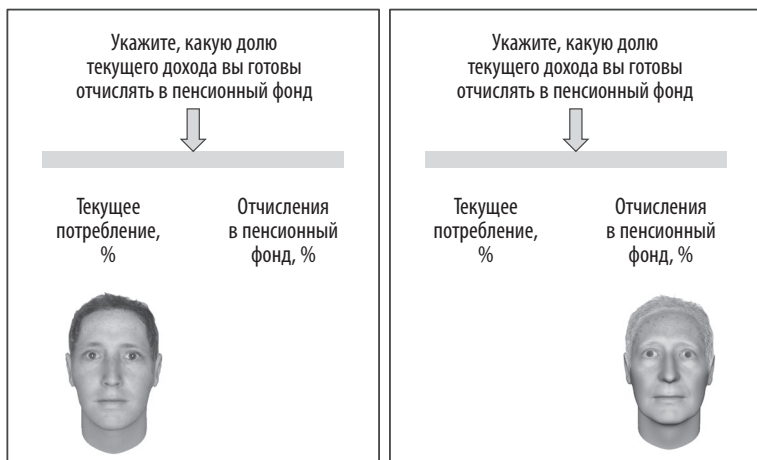 Укажите, какую долю
текущего дохода вы готовы
отчислять в пенсионный фонд
Текущее
потребление,
%
Отчисления
в пенсионный
фонд, %
Укажите, какую долю
текущего дохода вы готовы
отчислять в пенсионный фонд
Текущее
потребление,
%
Отчисления
в пенсионный
фонд, %